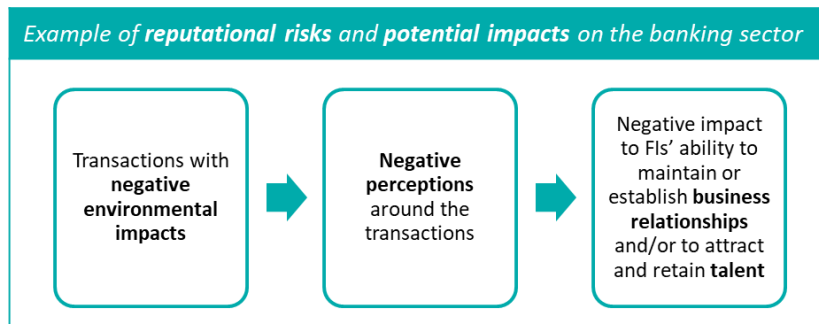 Example of reputational risks and potential impacts on the banking sector
Transactions with
negative
environmental
impacts
Negative
perceptions
around the
transactions
Negative impact
to FIs' ability to
maintain or
establish business
relationships
and/or to attract
and retain talent